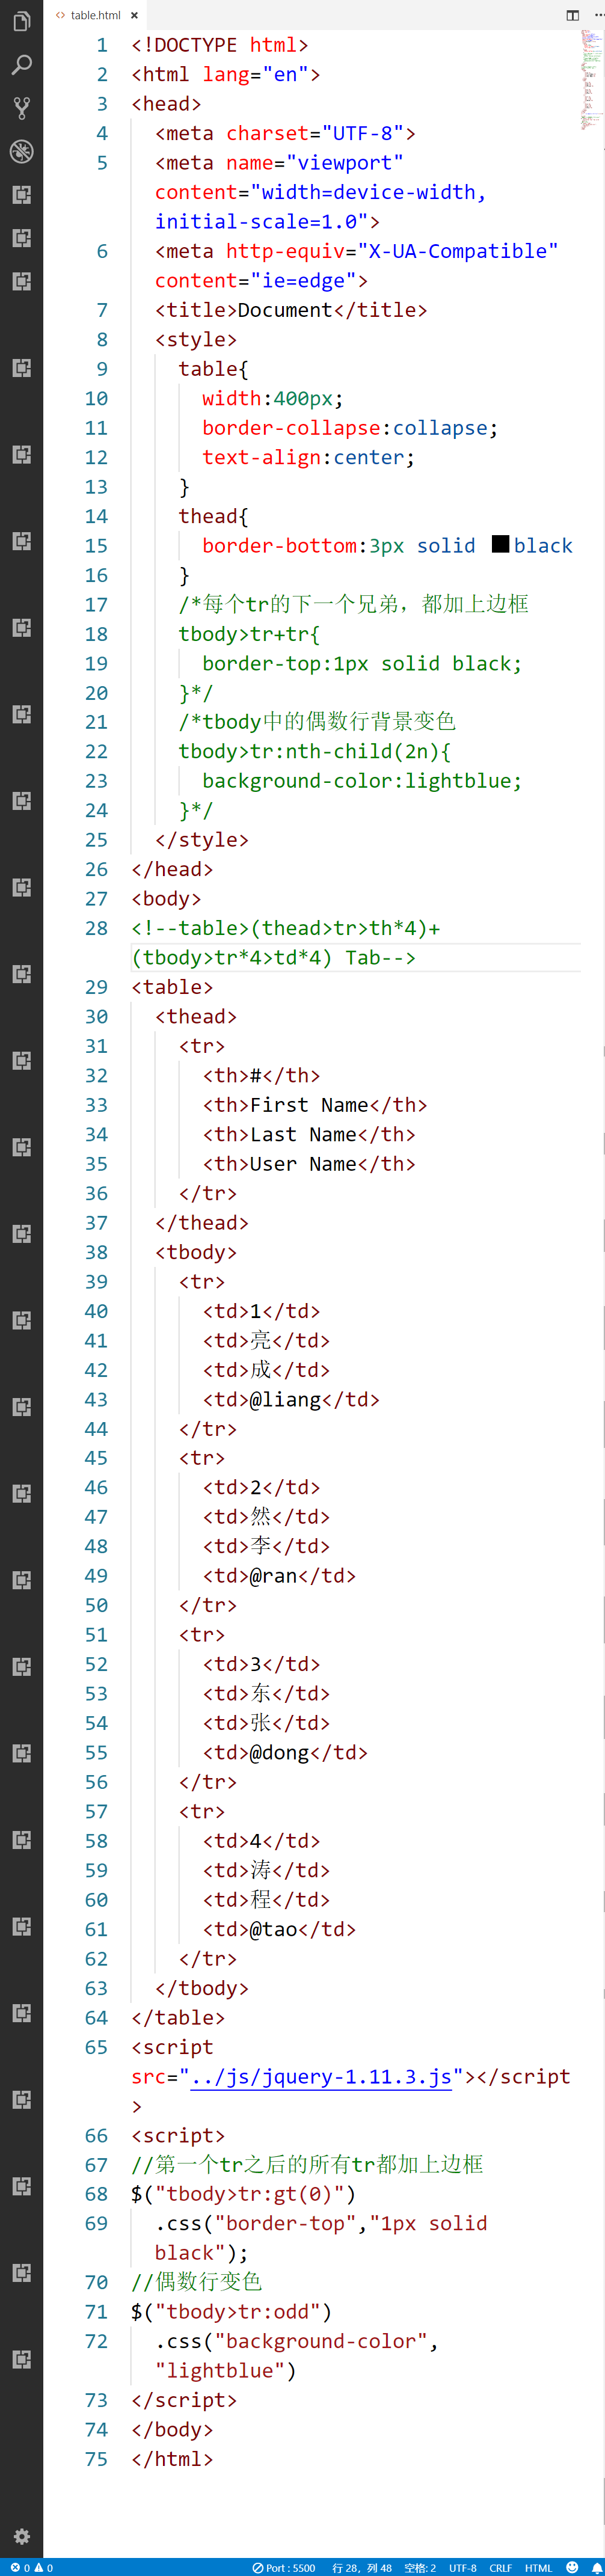 table.html
1 <!DOCTYPE html>
2 <html lang="en">
3 <head>
4 <meta charset="UTF-8">
5 <meta name="viewport"
content="width=device-width,
initial-scale=1.0">
6 <meta http-equiv="X-UA-Compatible"
content="ie=edge">
7 <title>Document</title>
8 <style>
9 table{
10 width:400px;
11 border-collapse:collapse;
12 text-align:center;
13 }
14 thead{
15 border-bottom:3px solid black
16 }
17 /*每个tr的下一个兄弟，都加上边框
18 tbody>tr+tr{
19 border-top:1px solid black;
20 }*/
21 /*tbody中的偶数行背景变色
22 tbody>tr:nth-child(2n){
23 background-color:lightblue;
24 }*/
25 </style>
26 </head>
27 <body>
28 <!--table>(thead>tr>th*4)+
(tbody>tr*4>td*4) Tab-->
29 <table>
30 <thead>
31 <tr>
32 <th>#</th>
33 <th>First Name</th>
34 <th>Last Name</th>
35 <th>User Name</th>
36 </tr>
37 </thead>
38 <tbody>
39 <tr>
40 <td>1</td>
41 <td>亮</td>
42 <td>成</td>
43 <td>@liang</td>
44 </tr>
45 <tr>
46 <td>2</td>
47 <td>然</td>
48 <td>李</td>
49 <td>@ran</td>
50 </tr>
51 <tr>
52 <td>3</td>
53 <td>东</td>
54 <td>张</td>
55 <td>@dong</td>
56 </tr>
57 <tr>
58 <td>4</td>
59 <td>涛</td>
60 <td>程</td>
61 <td>@tao</td>
62 </tr>
63 </tbody>
64 </table>
65 <script
src="../js/jquery-1.11.3.js"></script
>
66 <script>
67 //第一个tr之后的所有tr都加上边框
68 $("tbody>tr:gt(0)")
69 .css("border-top","1px solid
black");
70 //偶数行变色
71 $("tbody>tr:odd")
72 .css("background-color",
"lightblue")
73 </script>
74 </body>
75 </html>
0 0 Port : 5500 行 28，列 48 空格: 2 UTF-8 CRLF HTML